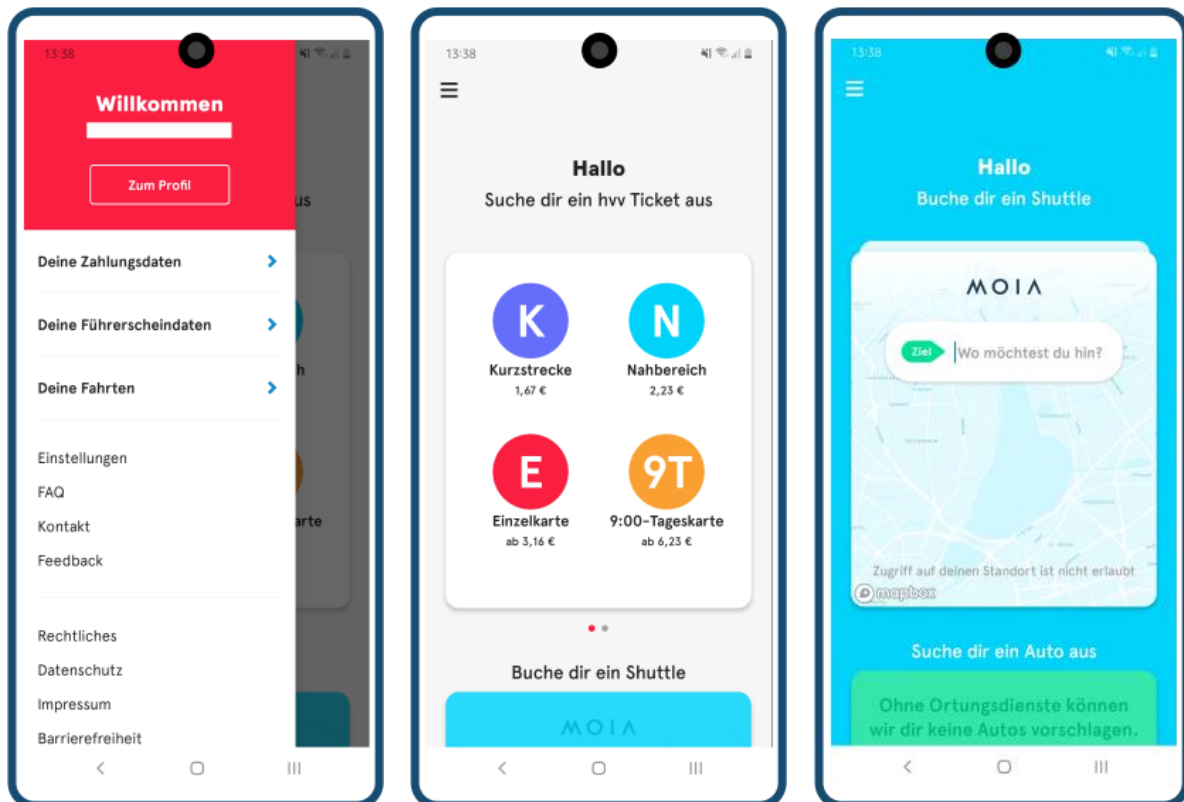 13:38
Willkommen
Zum Profil
us
Deine Zahlungsdaten
Deine Führerscheindaten
h
Deine Fahrten
Einstellungen
FAQ
arte
Kontakt
Feedback
Rechtliches
Datenschutz
Impressum
Barrierefreiheit
13:38
Hallo
Suche dir ein hvv Ticket aus
K
N
Kurzstrecke
Nahbereich
1,67 €
2,23 €
E
9T
Einzelkarte
9:00-Tageskarte
ab 3,16 €
ab 6,23 €
Buche dir ein Shuttle
MOIA
13:38
Hallo
Buche dir ein Shuttle
MOIA
Ziel
Wo möchtest du hin?
Zugriff auf deinen Standort ist nicht erlaubt
mapbox
Suche dir ein Auto aus
Ohne Ortungsdienste können
wir dir keine Autos vorschlagen.